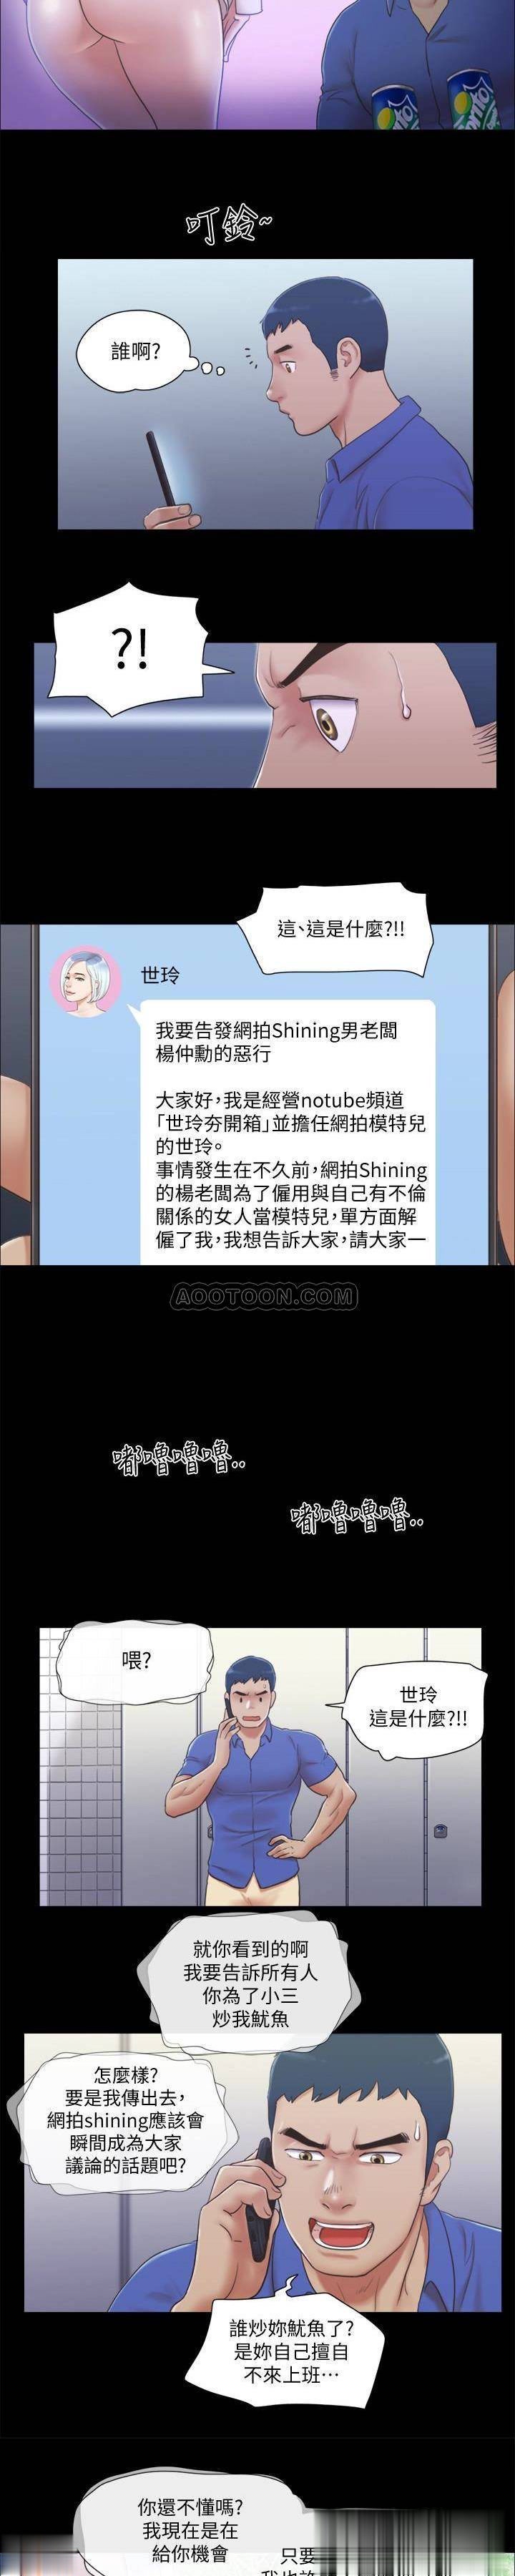 Sprite
Sprite
叮鈴~
誰啊?
?!
這、這是什麼?!!
世玲
我要告發網拍Shining男老闆
楊仲勳的惡行
大家好,我是經營notube頻道
「世玲夯開箱」並擔任網拍模特兒
的世玲。
事情發生在不久前,網拍Shining
的楊老闆為了僱用與自己有不倫
關係的女人當模特兒,單方面解
僱了我,我想告訴大家,請大家一
AOOTOON.COM
嘟嚕嚕嚕..
嘟嚕嚕嚕..
喂?
世玲
這是什麼?!!
就你看到的啊
我要告訴所有人
你為了小三
炒我魷魚
怎麼樣?
要是我傳出去,
網拍shining應該會
瞬間成為大家
議論的話題吧?
誰炒妳魷魚了?
是妳自己擅自
不來上班…
你還不懂嗎?
我現在是在
給你機會
只要